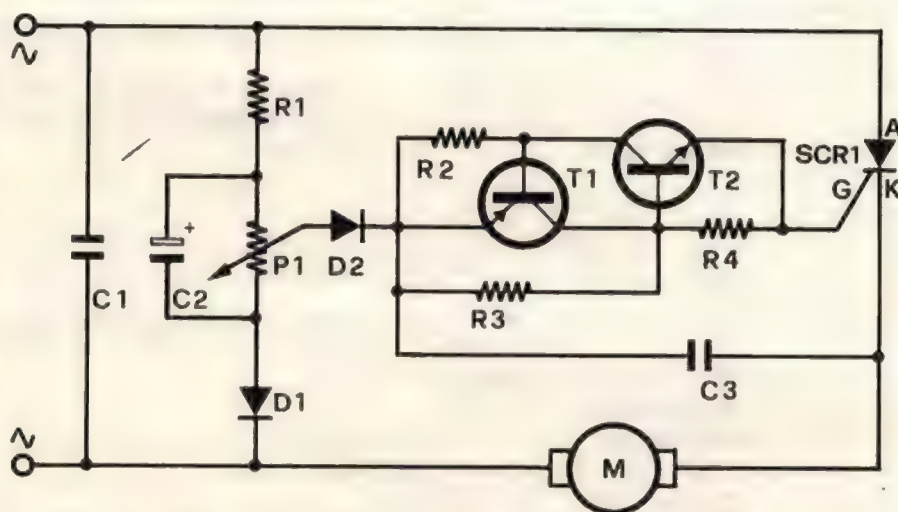 ∿
R1
A
R2
SCR1
T1
T2
G
K
+
P1
D2
R4
C1
C2
R3
C3
D1
∿
M